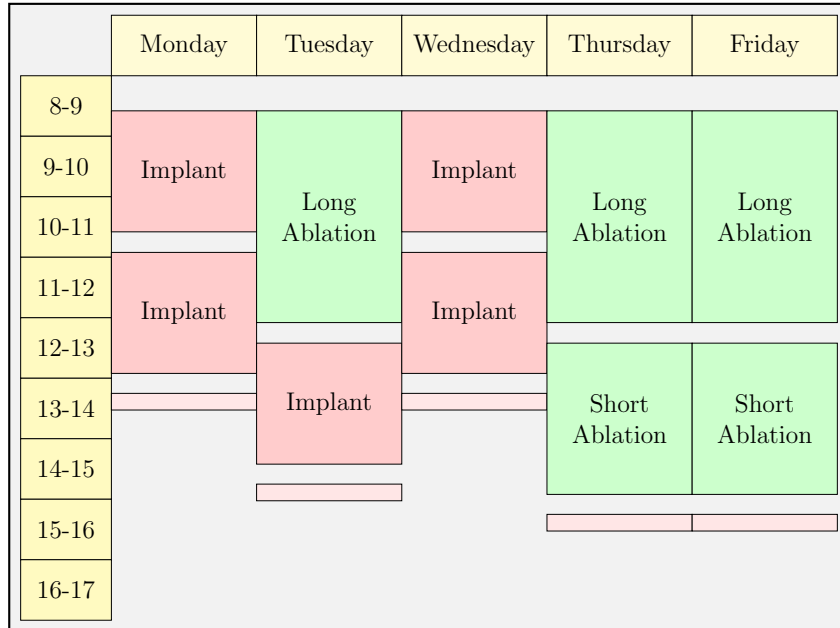 Monday Tuesday Wednesday Thursday Friday
8-9
9-10
10-11
11-12
12-13
13-14
14-15
15-16
16-17
Implant
Implant
Long
Ablation
Implant
Implant
Implant
Long
Ablation
Short
Ablation
Long
Ablation
Short
Ablation